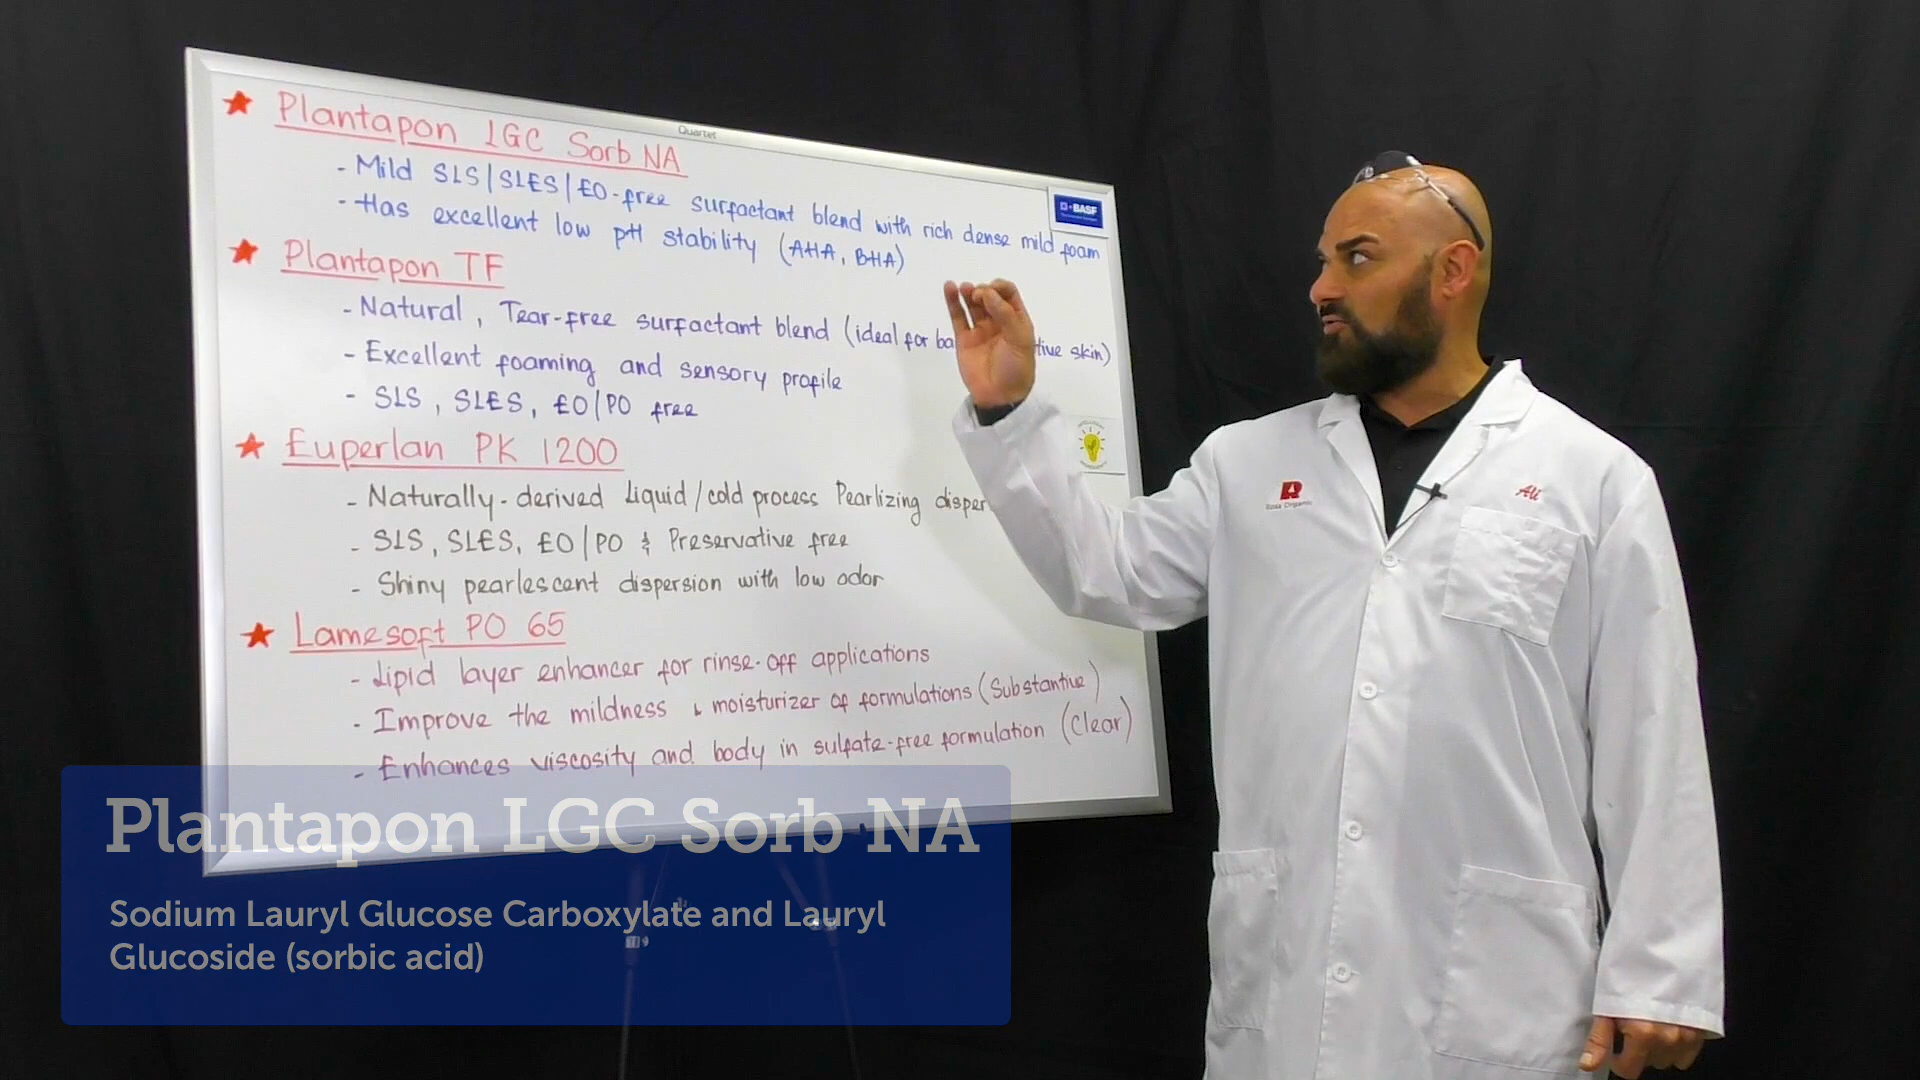 Quartet
Plantapon LGC Sorb NA
- Mild SLS/SLES/EO-free surfactant blend with rich dense mild foam
- Has excellent low pH stability (AHA, BHA)
BASF
Plantapon TF
- Natural, Tear-free surfactant blend (ideal for skin)
- Excellent foaming and sensory profile
- SLS, SLES, EO/PO free
Euperlan PK 1200
- Naturally-derived Liquid/cold process Pearlizing disper
- SLS, SLES, EO/PO & Preservative free
- Shiny pearlescent dispersion with low odor
Lamesoft PO 65
- Lipid layer enhancer for rinse-off applications
- Improve the mildness & moisturizer of formulations (Substantive)
- Enhances viscosity and body in sulfate-free formulation (Clear)
Ali
Plantapon LGC Sorb NA
Sodium Lauryl Glucose Carboxylate and Lauryl
Glucoside (sorbic acid)